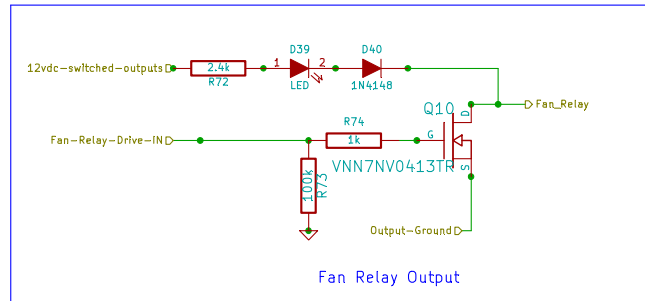 D39
D40
12vdc-switched-outputs
2.4k
1
2
R72
LED
1N4148
Q10
D
Fan_Relay
R74
Fan-Relay-Drive-IN
1k
G
VNN7NV0413TR
S
100k
R73
Output-Ground
Fan Relay Output